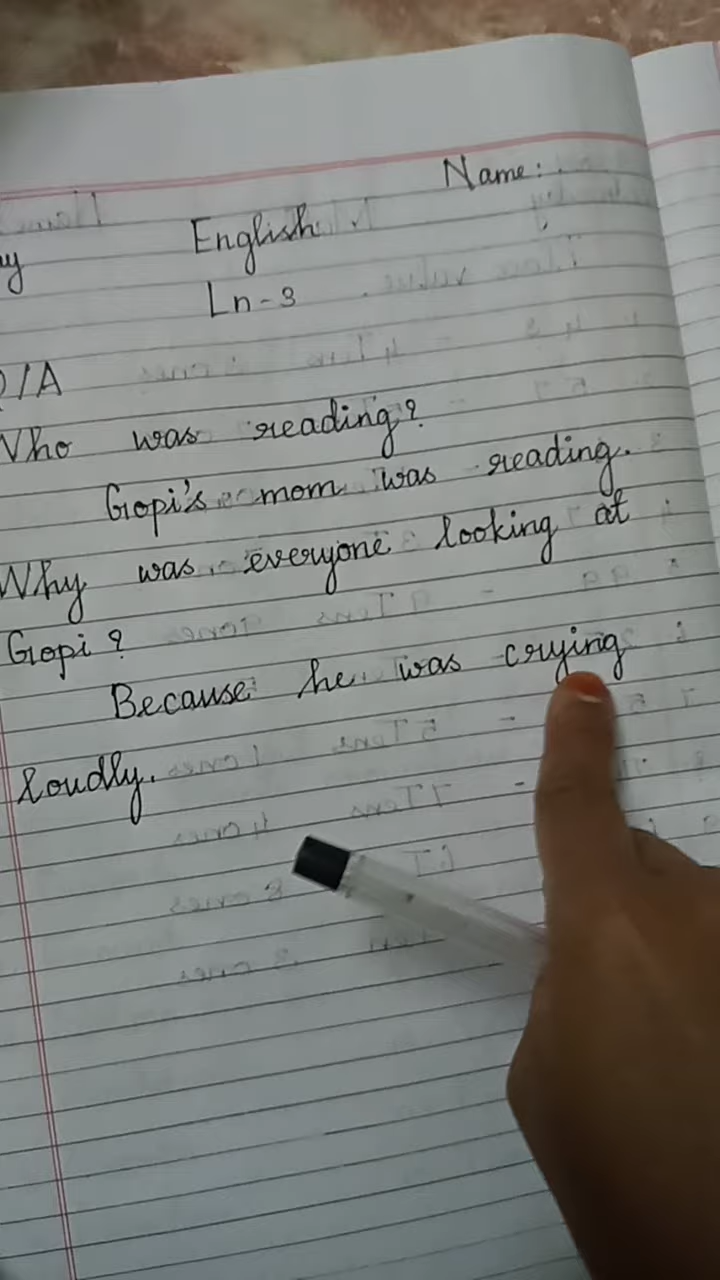 Name:
English
Ln-3
Q/A
Who was reading?
Gopi's mom was reading.
Why was everyone looking at
Gopi?
Because he was crying
loudly.